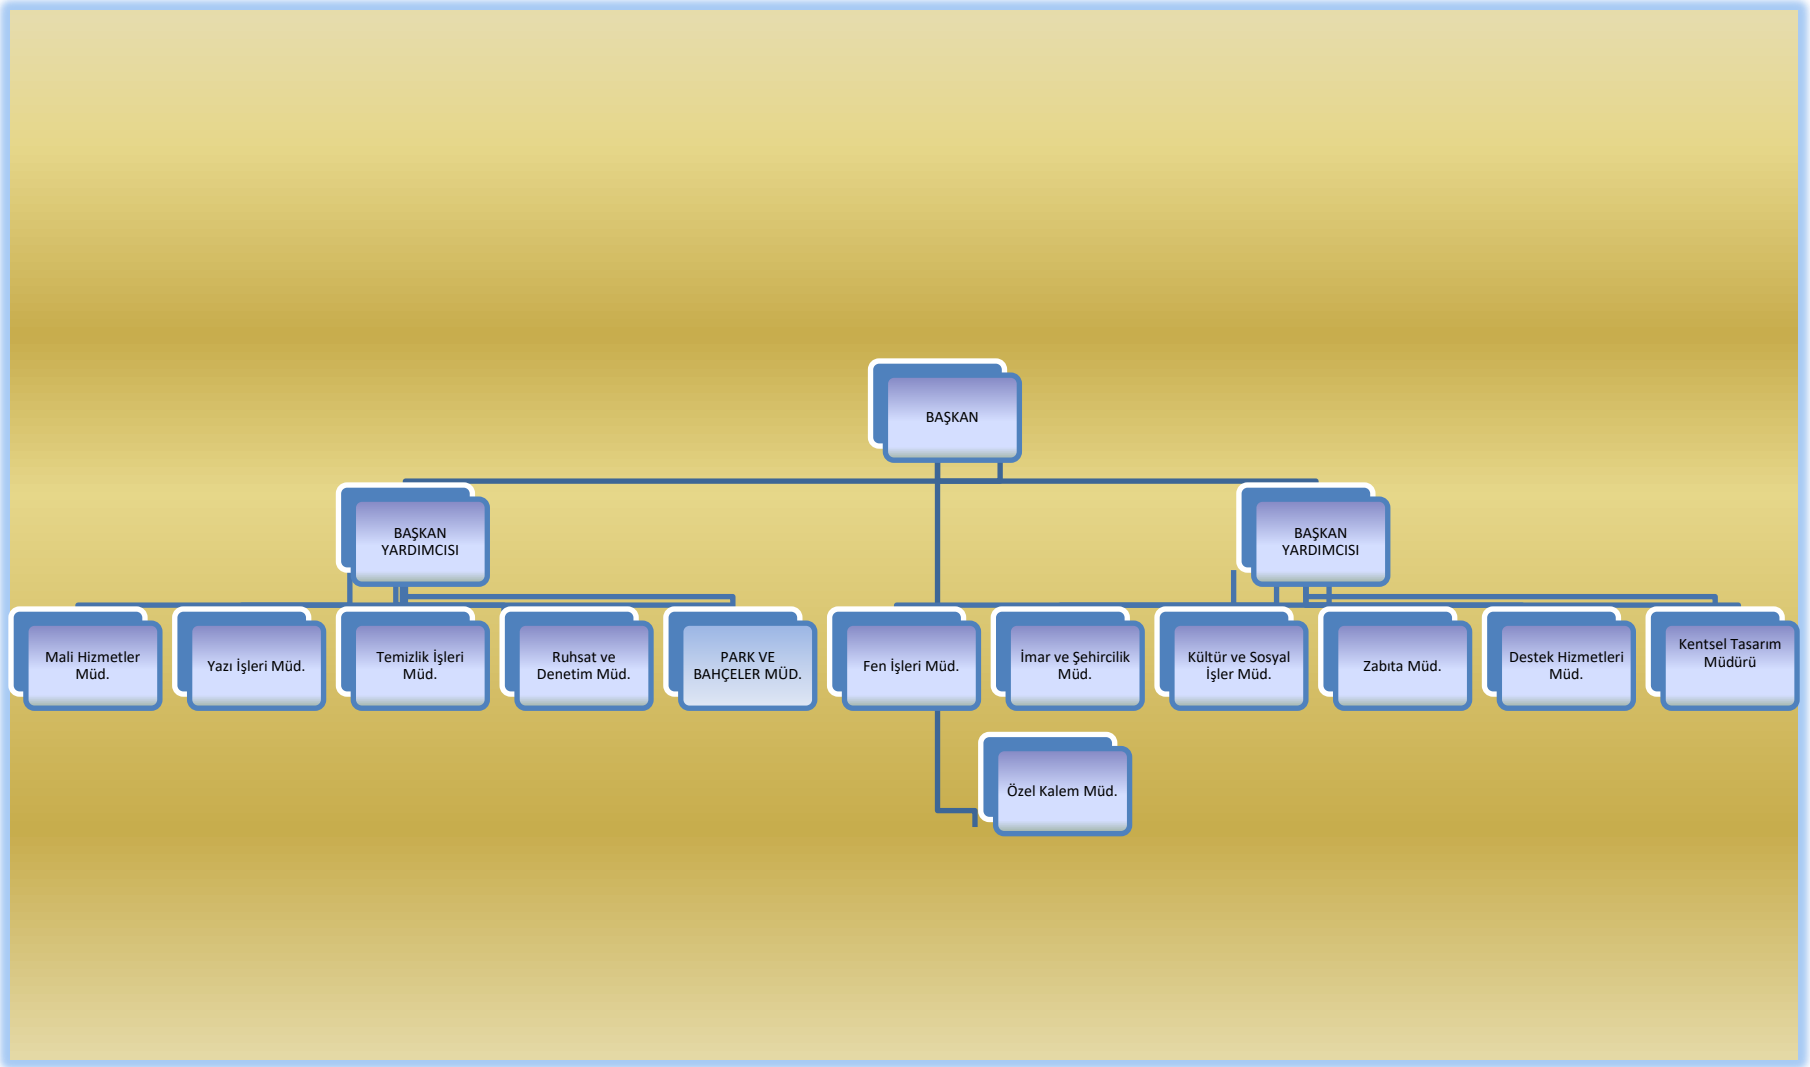 BAŞKAN
BAŞKAN
YARDIMCISI
BAŞKAN
YARDIMCISI
Mali Hizmetler
Müd.
Yazı İşleri Müd.
Temizlik İşleri
Müd.
Ruhsat ve
Denetim Müd.
PARK VE
BAHÇELER MÜD.
Fen İşleri Müd.
İmar ve Şehircilik
Müd.
Kültür ve Sosyal
İşler Müd.
Zabıta Müd.
Destek Hizmetleri
Müd.
Kentsel Tasarım
Müdürü
Özel Kalem Müd.